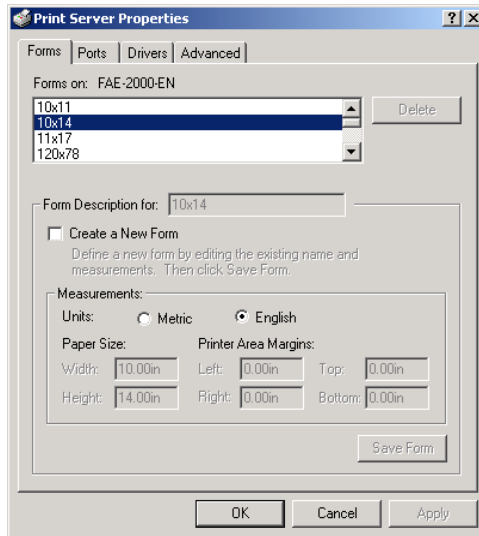 Print Server Properties
Forms Ports Drivers Advanced
Forms on: FAE-2000-EN
10x11
10x14
11x17
120x78
Delete
Form Description for: 10x14
Create a New Form
Define a new form by editing the existing name and
measurements. Then click Save Form.
Measurements:
Units: Metric English
Paper Size: Printer Area Margins:
Width: 10.00in Left: 0.00in Top: 0.00in
Height: 14.00in Right: 0.00in Bottom: 0.00in
Save Form
OK Cancel Apply